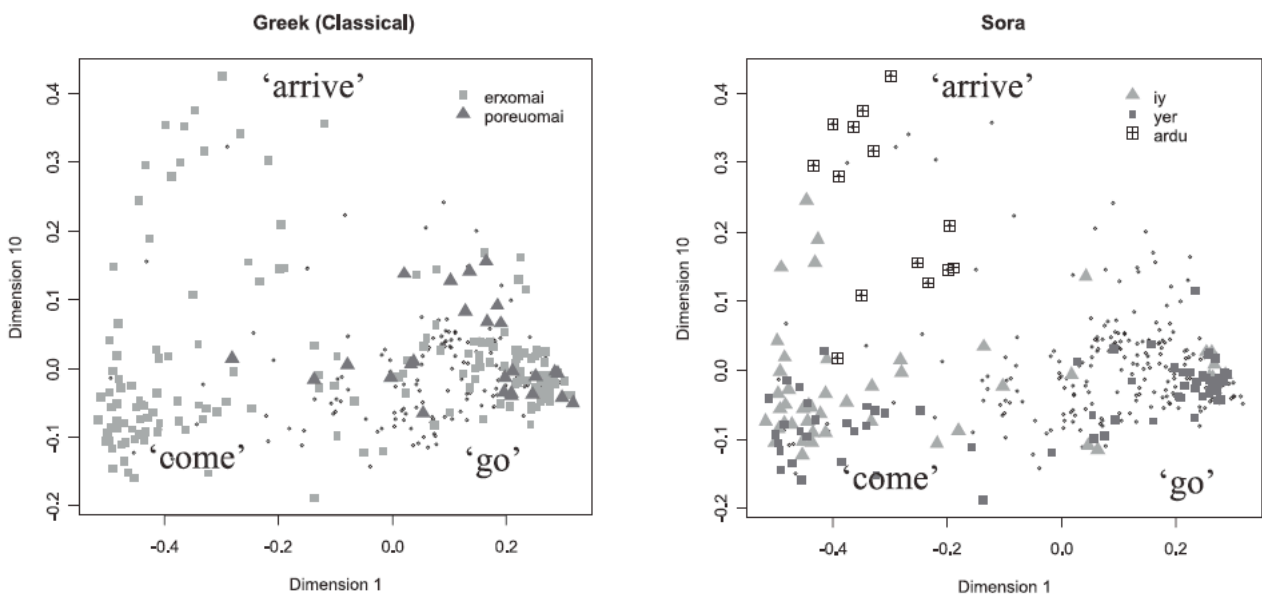 Greek (Classical)
‘arrive’
erxomai
poreuomai
‘come’
‘go’
Dimension 10
0.4
0.3
0.2
0.1
0.0
-0.1
-0.2
-0.4
-0.2
0.0
0.2
Dimension 1
Sora
‘arrive’
iy
yer
ardu
‘come’
‘go’
Dimension 10
0.4
0.3
0.2
0.1
0.0
-0.1
-0.2
-0.4
-0.2
0.0
0.2
Dimension 1